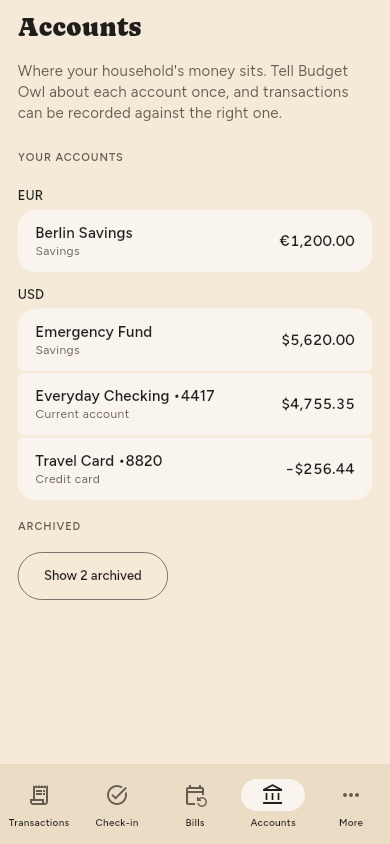 Accounts
Where your household's money sits. Tell Budget
Owl about each account once, and transactions
can be recorded against the right one.
YOUR ACCOUNTS
EUR
Berlin Savings
Savings
€1,200.00
USD
Emergency Fund
Savings
$5,620.00
Everyday Checking •4417
Current account
$4,755.35
Travel Card •8820
Credit card
-$256.44
ARCHIVED
Show 2 archived
Transactions
Check-in
Bills
Accounts
More